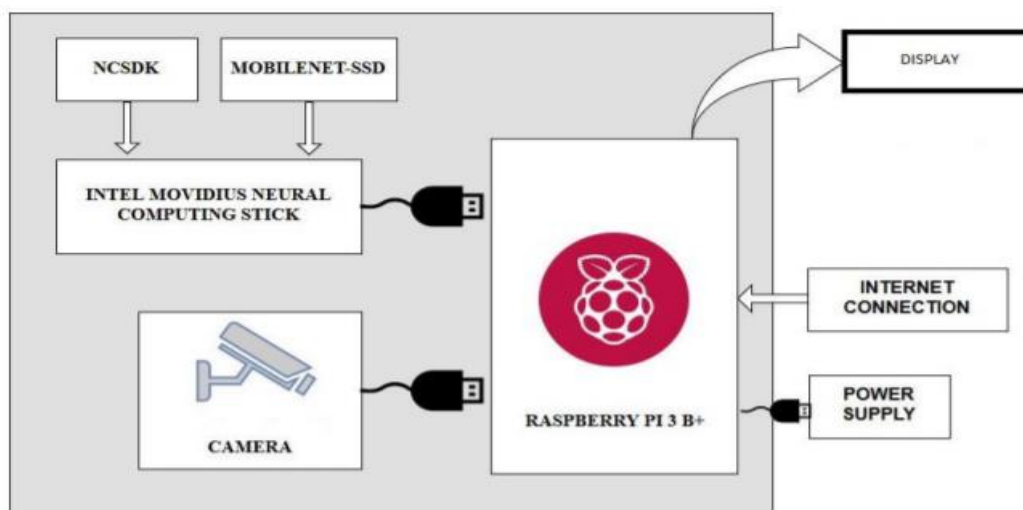 NCSDK
MOBILENET-SSD
DISPLAY
INTEL MOVIDIUS NEURAL
COMPUTING STICK
INTERNET
CONNECTION
CAMERA
RASPBERRY PI 3 B+
POWER
SUPPLY